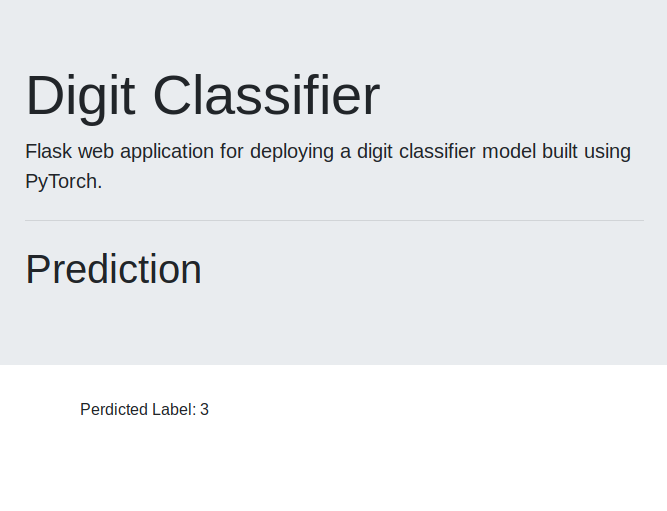 Digit Classifier
Flask web application for deploying a digit classifier model built using
PyTorch.
Prediction
Perdicted Label: 3